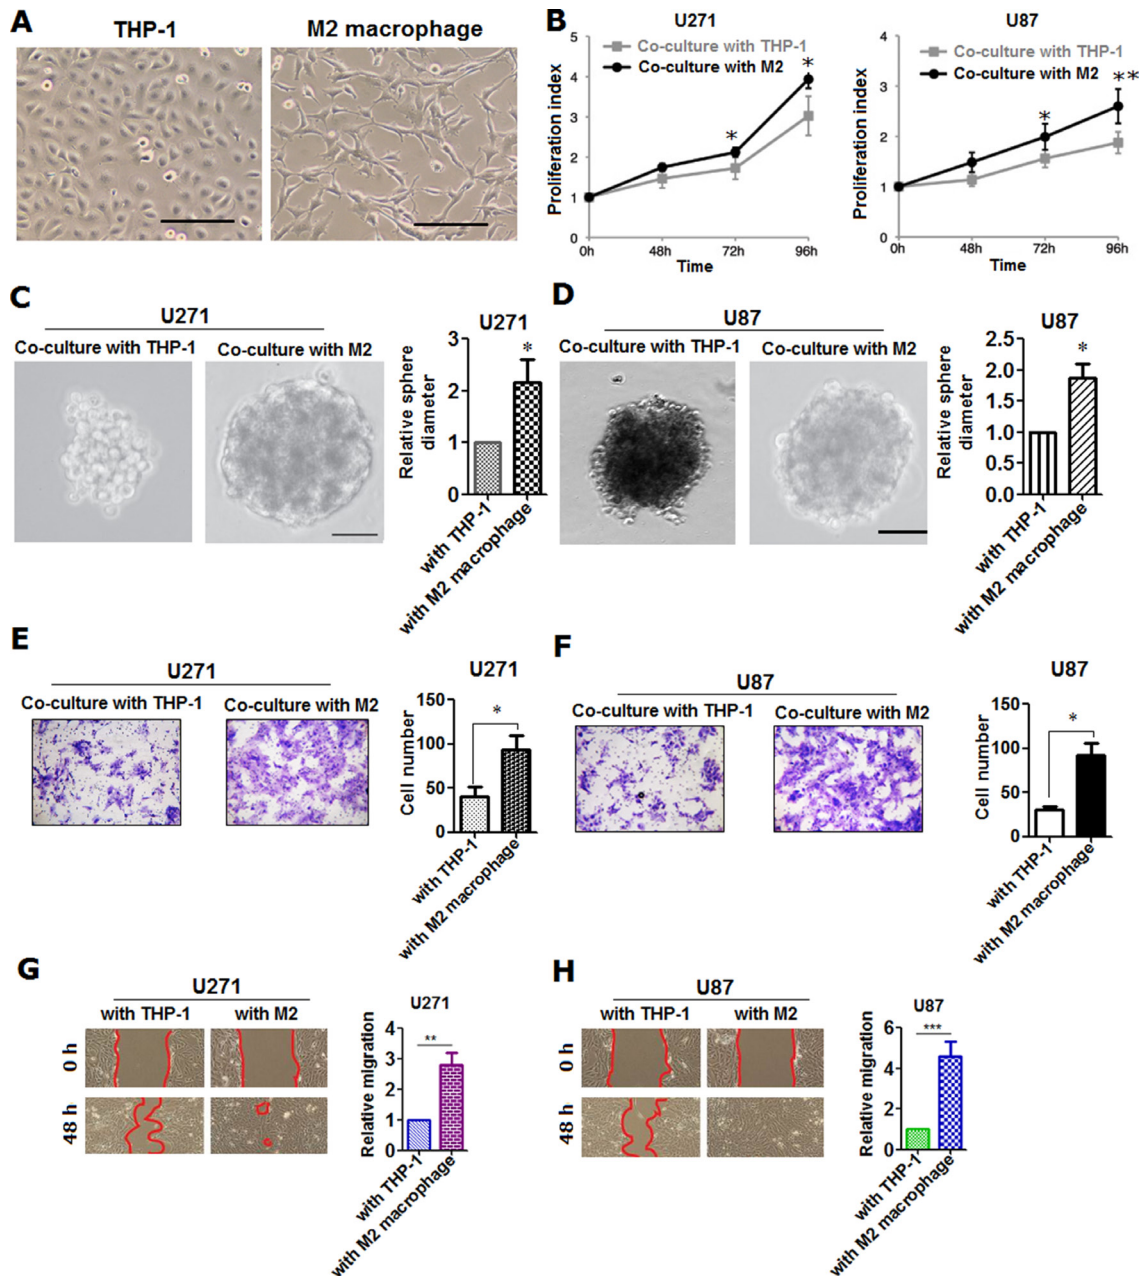 A
THP-1
M2 macrophage
B
U271
Co-culture with THP-1
Co-culture with M2
Proliferation index
5
4
3
2
1
0
*
*
0h
48h
72h
96h
Time
U87
Co-culture with THP-1
Co-culture with M2
Proliferation index
4
3
2
1
0
*
**
0h
48h
72h
96h
Time
C
U271
Co-culture with THP-1
Co-culture with M2
U271
Relative sphere
diameter
3
2
1
0
*
with THP-1
with M2 macrophage
D
U87
Co-culture with THP-1
Co-culture with M2
U87
Relative sphere
diameter
2.5
2.0
1.5
1.0
0.5
0.0
*
with THP-1
with M2 macrophage
E
U271
Co-culture with THP-1
Co-culture with M2
U271
Cell number
150
100
50
0
*
with THP-1
with M2 macrophage
F
U87
Co-culture with THP-1
Co-culture with M2
U87
Cell number
150
100
50
0
*
with THP-1
with M2 macrophage
G
U271
with THP-1
with M2
0 h
48 h
U271
Relative migration
4
3
2
1
0
**
with THP-1
with M2 macrophage
H
U87
with THP-1
with M2
0 h
48 h
U87
Relative migration
6
4
2
0
***
with THP-1
with M2 macrophage